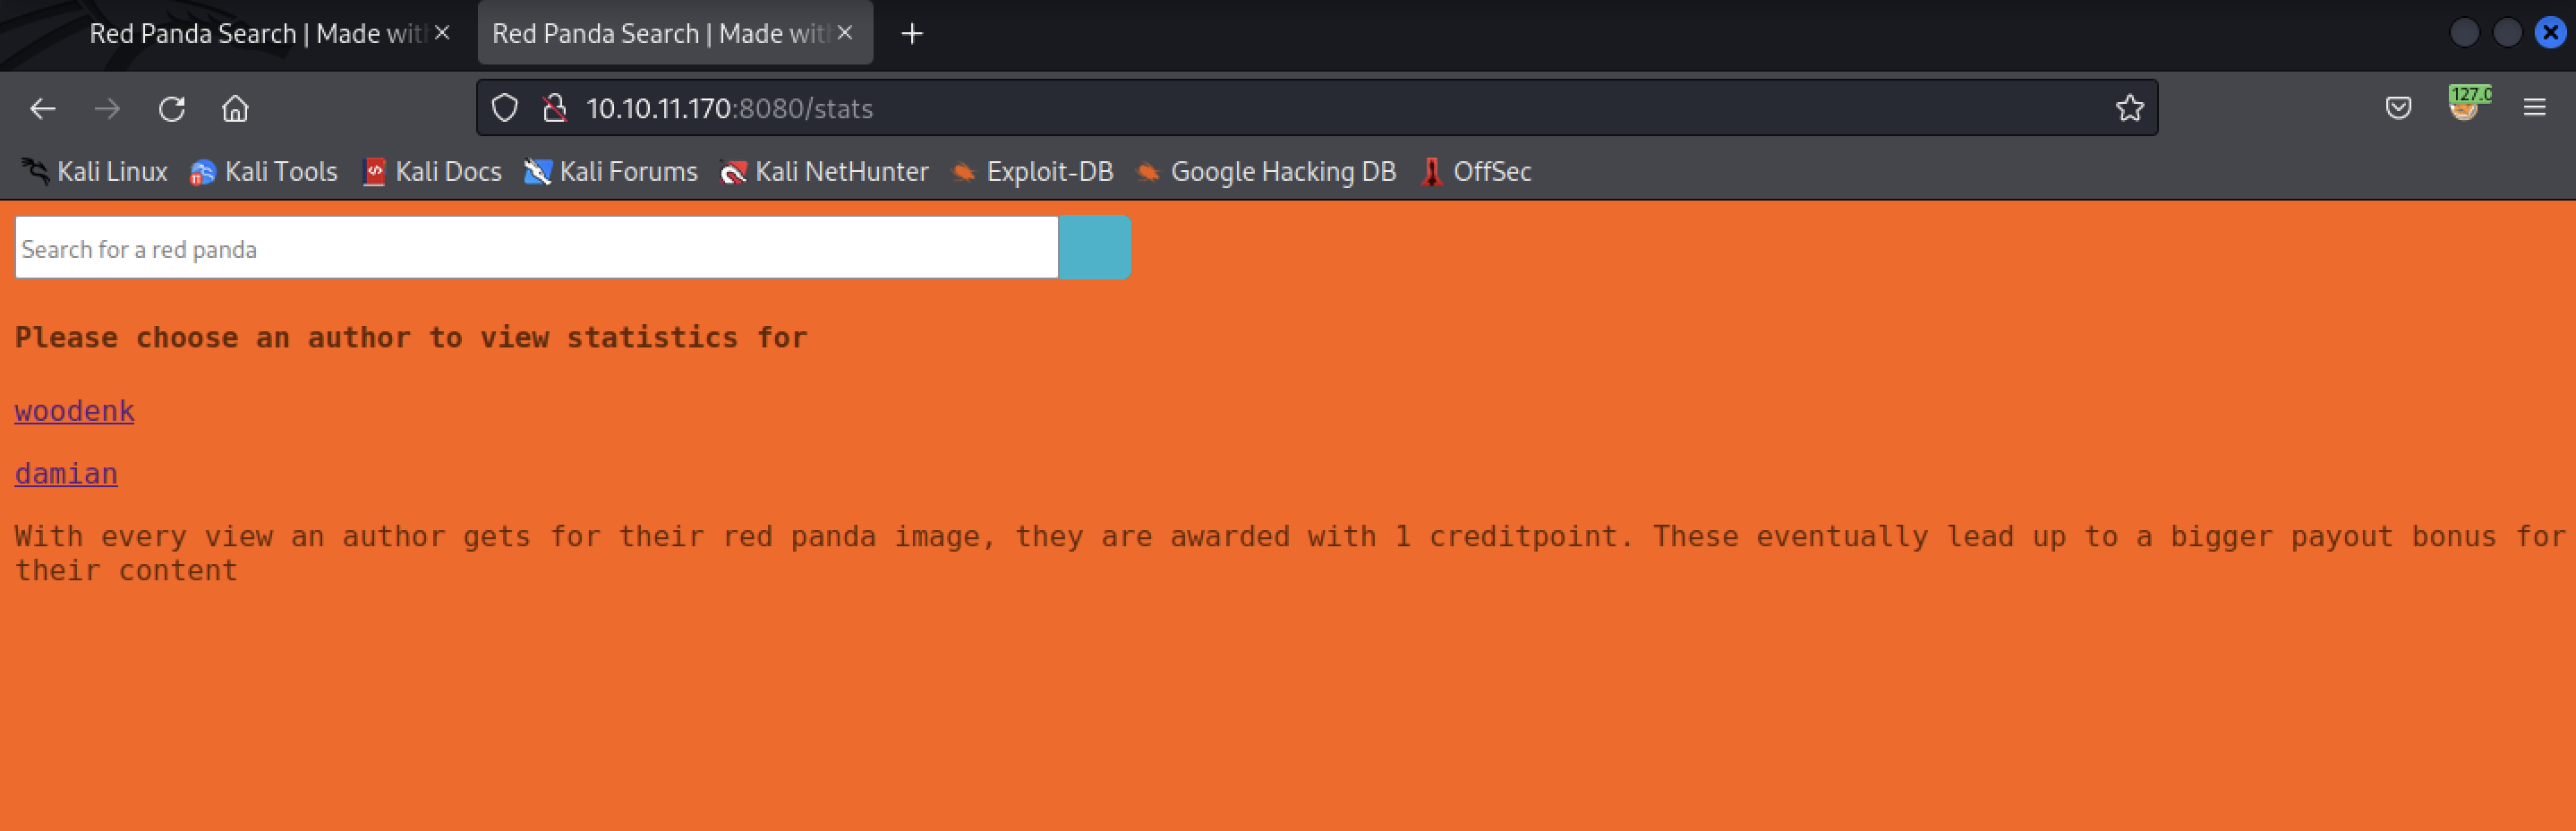 Red Panda Search | Made with
Red Panda Search | Made with
10.10.11.170:8080/stats
127.0
Kali Linux
Kali Tools
Kali Docs
Kali Forums
Kali NetHunter
Exploit-DB
Google Hacking DB
OffSec
Search for a red panda
Please choose an author to view statistics for
woodenk
damian
With every view an author gets for their red panda image, they are awarded with 1 creditpoint. These eventually lead up to a bigger payout bonus for
their content